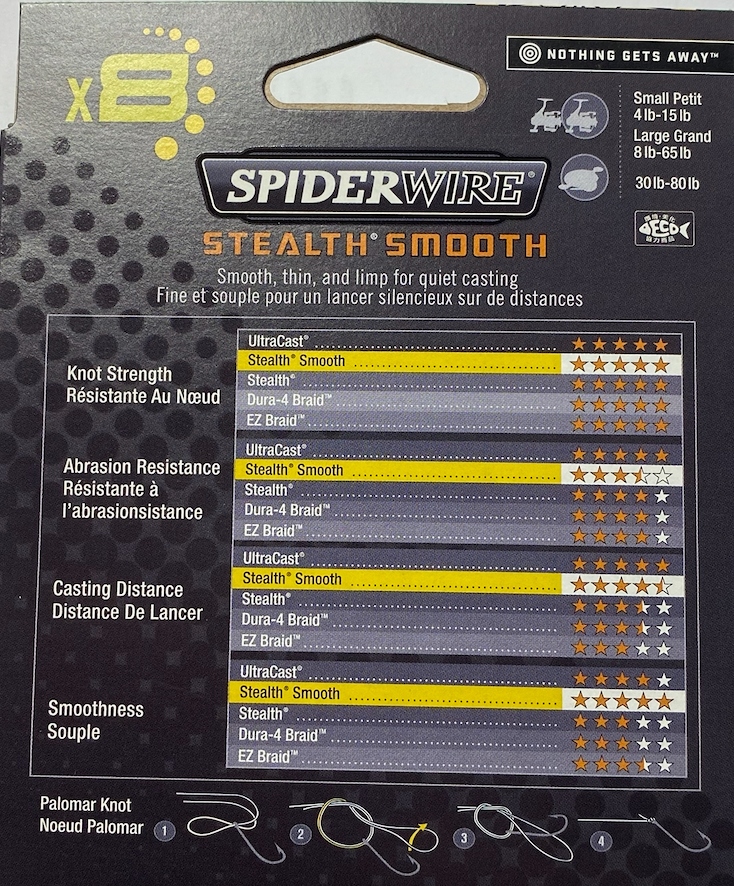 x8
NOTHING GETS AWAY™
Small Petit
4 lb-15 lb
Large Grand
8 lb-65 lb
30 lb-80 lb
SPIDERWIRE®
ECO
STEALTH® SMOOTH
Smooth, thin, and limp for quiet casting
Fine et souple pour un lancer silencieux sur de distances
Knot Strength
Résistante Au Nœud
UltraCast®
Stealth® Smooth
Stealth®
Dura-4 Braid™
EZ Braid™
Abrasion Resistance
Résistante à
l'abrasionsistance
UltraCast®
Stealth® Smooth
Stealth®
Dura-4 Braid™
EZ Braid™
Casting Distance
Distance De Lancer
UltraCast®
Stealth® Smooth
Stealth®
Dura-4 Braid™
EZ Braid™
Smoothness
Souple
UltraCast®
Stealth® Smooth
Stealth®
Dura-4 Braid™
EZ Braid™
Palomar Knot
Noeud Palomar
1
2
3
4